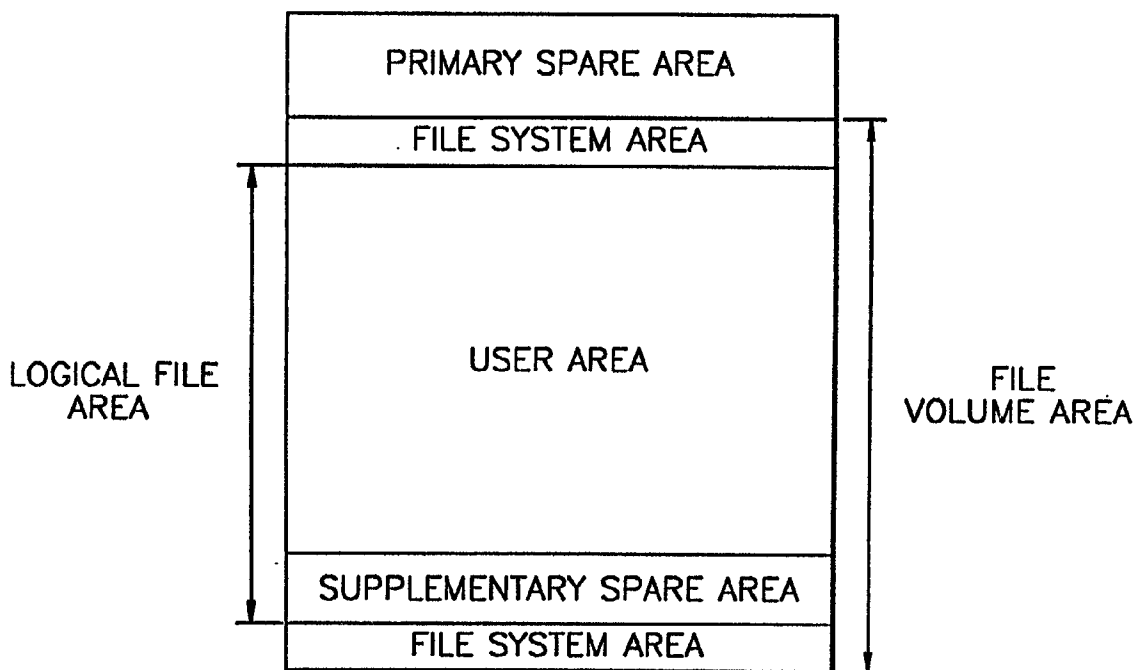 PRIMARY SPARE AREA
FILE SYSTEM AREA
USER AREA
LOGICAL FILE
AREA
FILE
VOLUME AREA
SUPPLEMENTARY SPARE AREA
FILE SYSTEM AREA